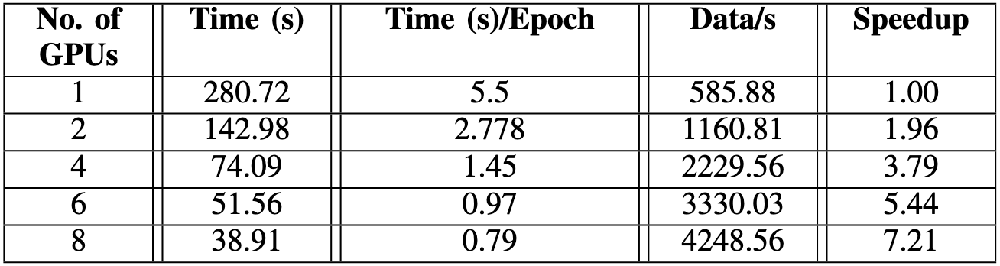 No. of GPUs Time (s) Time (s)/Epoch Data/s Speedup
1 280.72 5.5 585.88 1.00
2 142.98 2.778 1160.81 1.96
4 74.09 1.45 2229.56 3.79
6 51.56 0.97 3330.03 5.44
8 38.91 0.79 4248.56 7.21